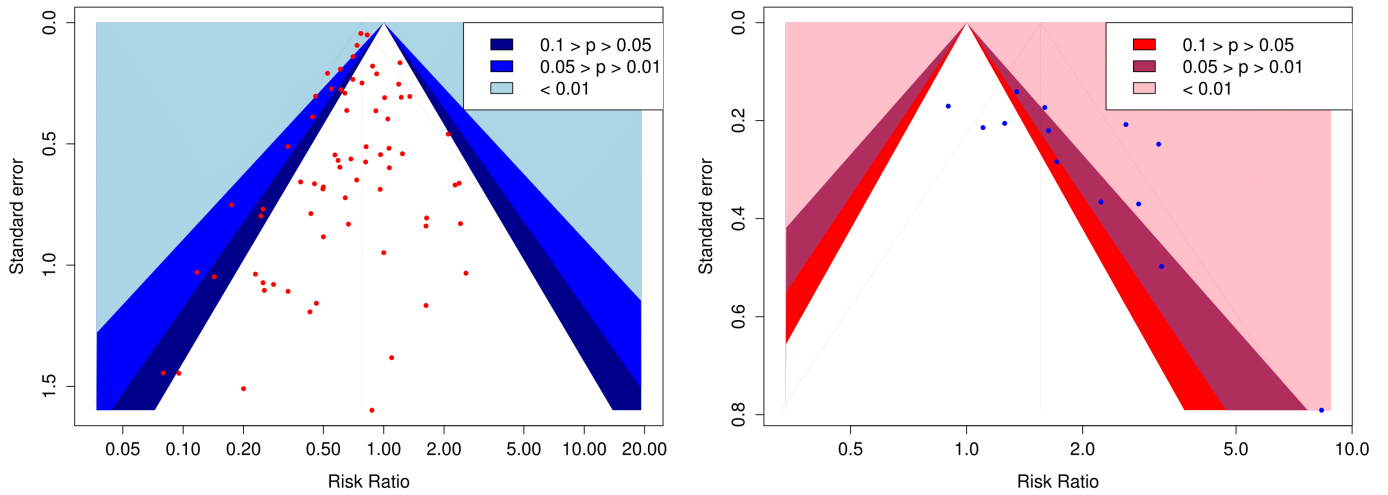 0.1 > p > 0.05
0.05 > p > 0.01
< 0.01
Standard error
0.0
0.5
1.0
1.5
0.05 0.10 0.20 0.50 1.00 2.00 5.00 10.00 20.00
Risk Ratio
0.1 > p > 0.05
0.05 > p > 0.01
< 0.01
Standard error
0.0
0.2
0.4
0.6
0.8
0.5 1.0 2.0 5.0 10.0
Risk Ratio